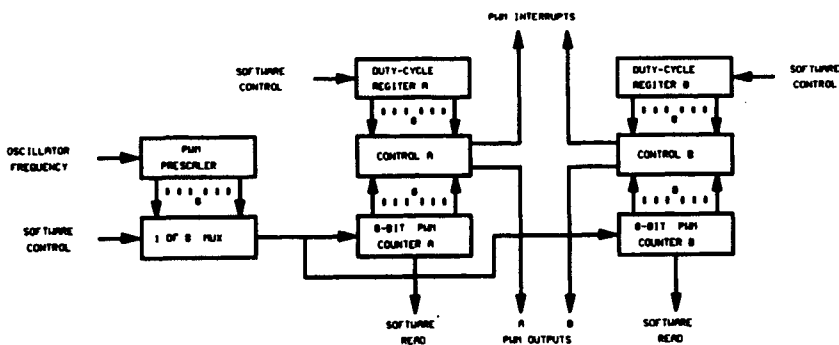 PWM INTERRUPTS
SOFTWARE
CONTROL
DUTY-CYCLE
REGITER A
DUTY-CYCLE
REGITER B
SOFTWARE
CONTROL
8
8
OSCILLATOR
FREQUENCY
PWM
PRESCALER
CONTROL A
CONTROL B
8
8
8
SOFTWARE
CONTROL
1 OF 8 MUX
8-BIT PWM
COUNTER A
8-BIT PWM
COUNTER B
SOFTWARE
READ
A
B
PWM OUTPUTS
SOFTWARE
READ